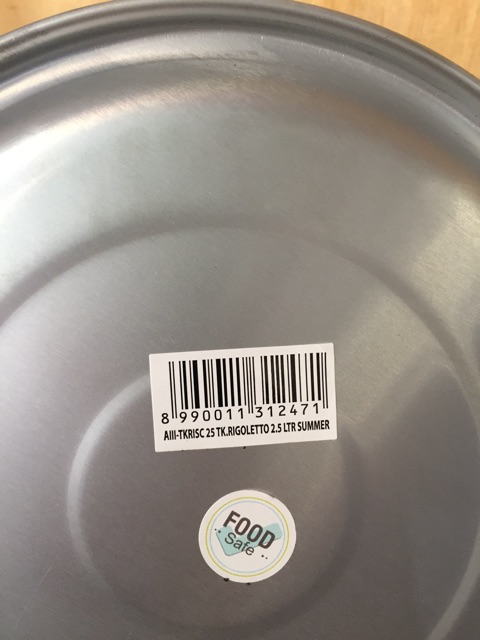 8 990011 312471
AIII-TKRISC 25 TK.RIGOLETTO 2.5 LTR SUMMER
FOOD
Safe